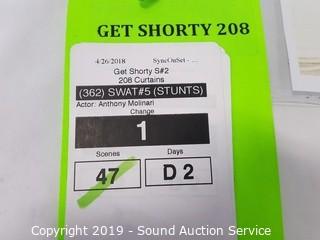 GET SHORTY 208
4/26/2018 SyncOnSet - ...
Get Shorty S#2
208 Curtains
(362) SWAT#5 (STUNTS)
Actor: Anthony Molinari
Change
1
Scenes Days
47 D 2
Copyright 2019 - Sound Auction Service